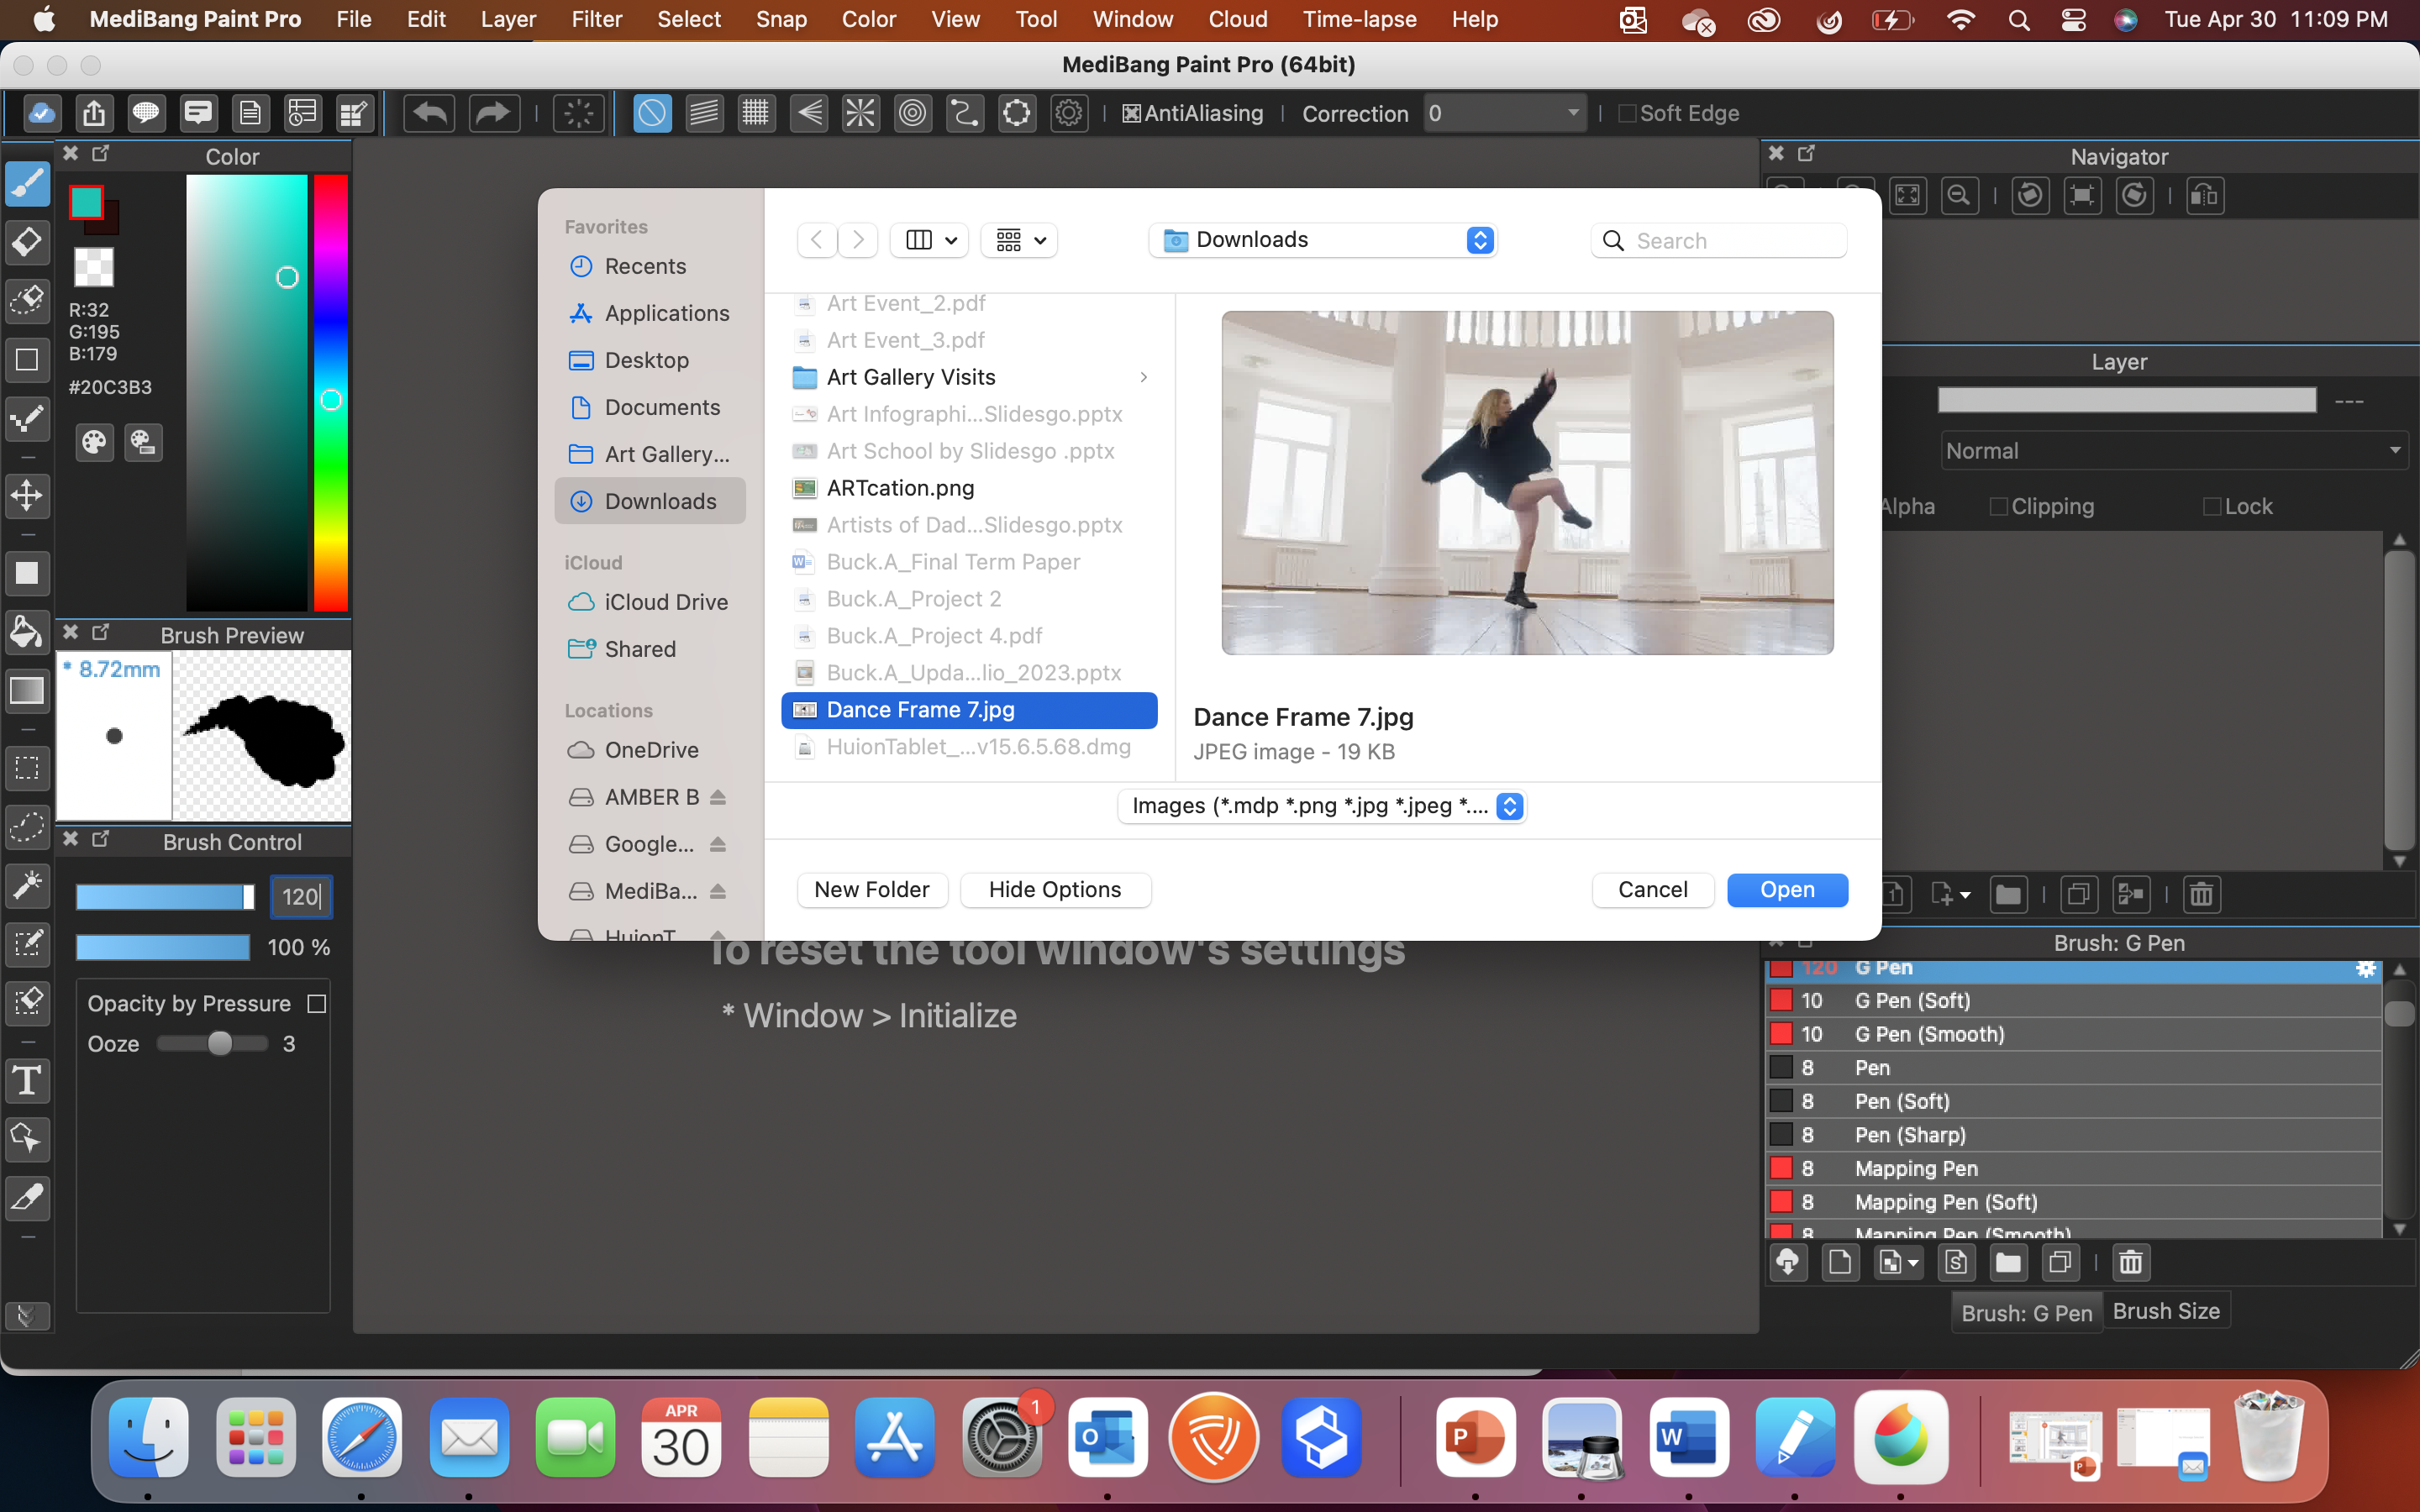 MediBang Paint Pro File Edit Layer Filter Select Snap Color View Tool Window Cloud Time-lapse Help Tue Apr 30 11:09 PM
MediBang Paint Pro (64bit)
AntiAliasing Correction 0 Soft Edge
Color
R:32
G:195
B:179
#20C3B3
Brush Preview
* 8.72mm
Brush Control
120
100 %
Opacity by Pressure
Ooze 3
Favorites
Recents
Applications
Desktop
Documents
Art Gallery...
Downloads
iCloud
iCloud Drive
Shared
Locations
OneDrive
AMBER B
Google...
MediBa...
HuionT...
Downloads
Search
Art Event_2.pdf
Art Event_3.pdf
Art Gallery Visits
Art Infographi...Slidesgo.pptx
Art School by Slidesgo .pptx
ARTcation.png
Artists of Dad...Slidesgo.pptx
Buck.A_Final Term Paper
Buck.A_Project 2
Buck.A_Project 4.pdf
Buck.A_Upda...lio_2023.pptx
Dance Frame 7.jpg
HuionTablet_...v15.6.5.68.dmg
Dance Frame 7.jpg
JPEG image - 19 KB
Images (*.mdp *.png *.jpg *.jpeg *....
New Folder Hide Options Cancel Open
To reset the tool window's settings
* Window > Initialize
Navigator
Layer
---
Normal
Alpha Clipping Lock
1
Brush: G Pen
120 G Pen
10 G Pen (Soft)
10 G Pen (Smooth)
8 Pen
8 Pen (Soft)
8 Pen (Sharp)
8 Mapping Pen
8 Mapping Pen (Soft)
8 Mapping Pen (Smooth)
S
Brush: G Pen Brush Size
APR
30
1
O
P
W